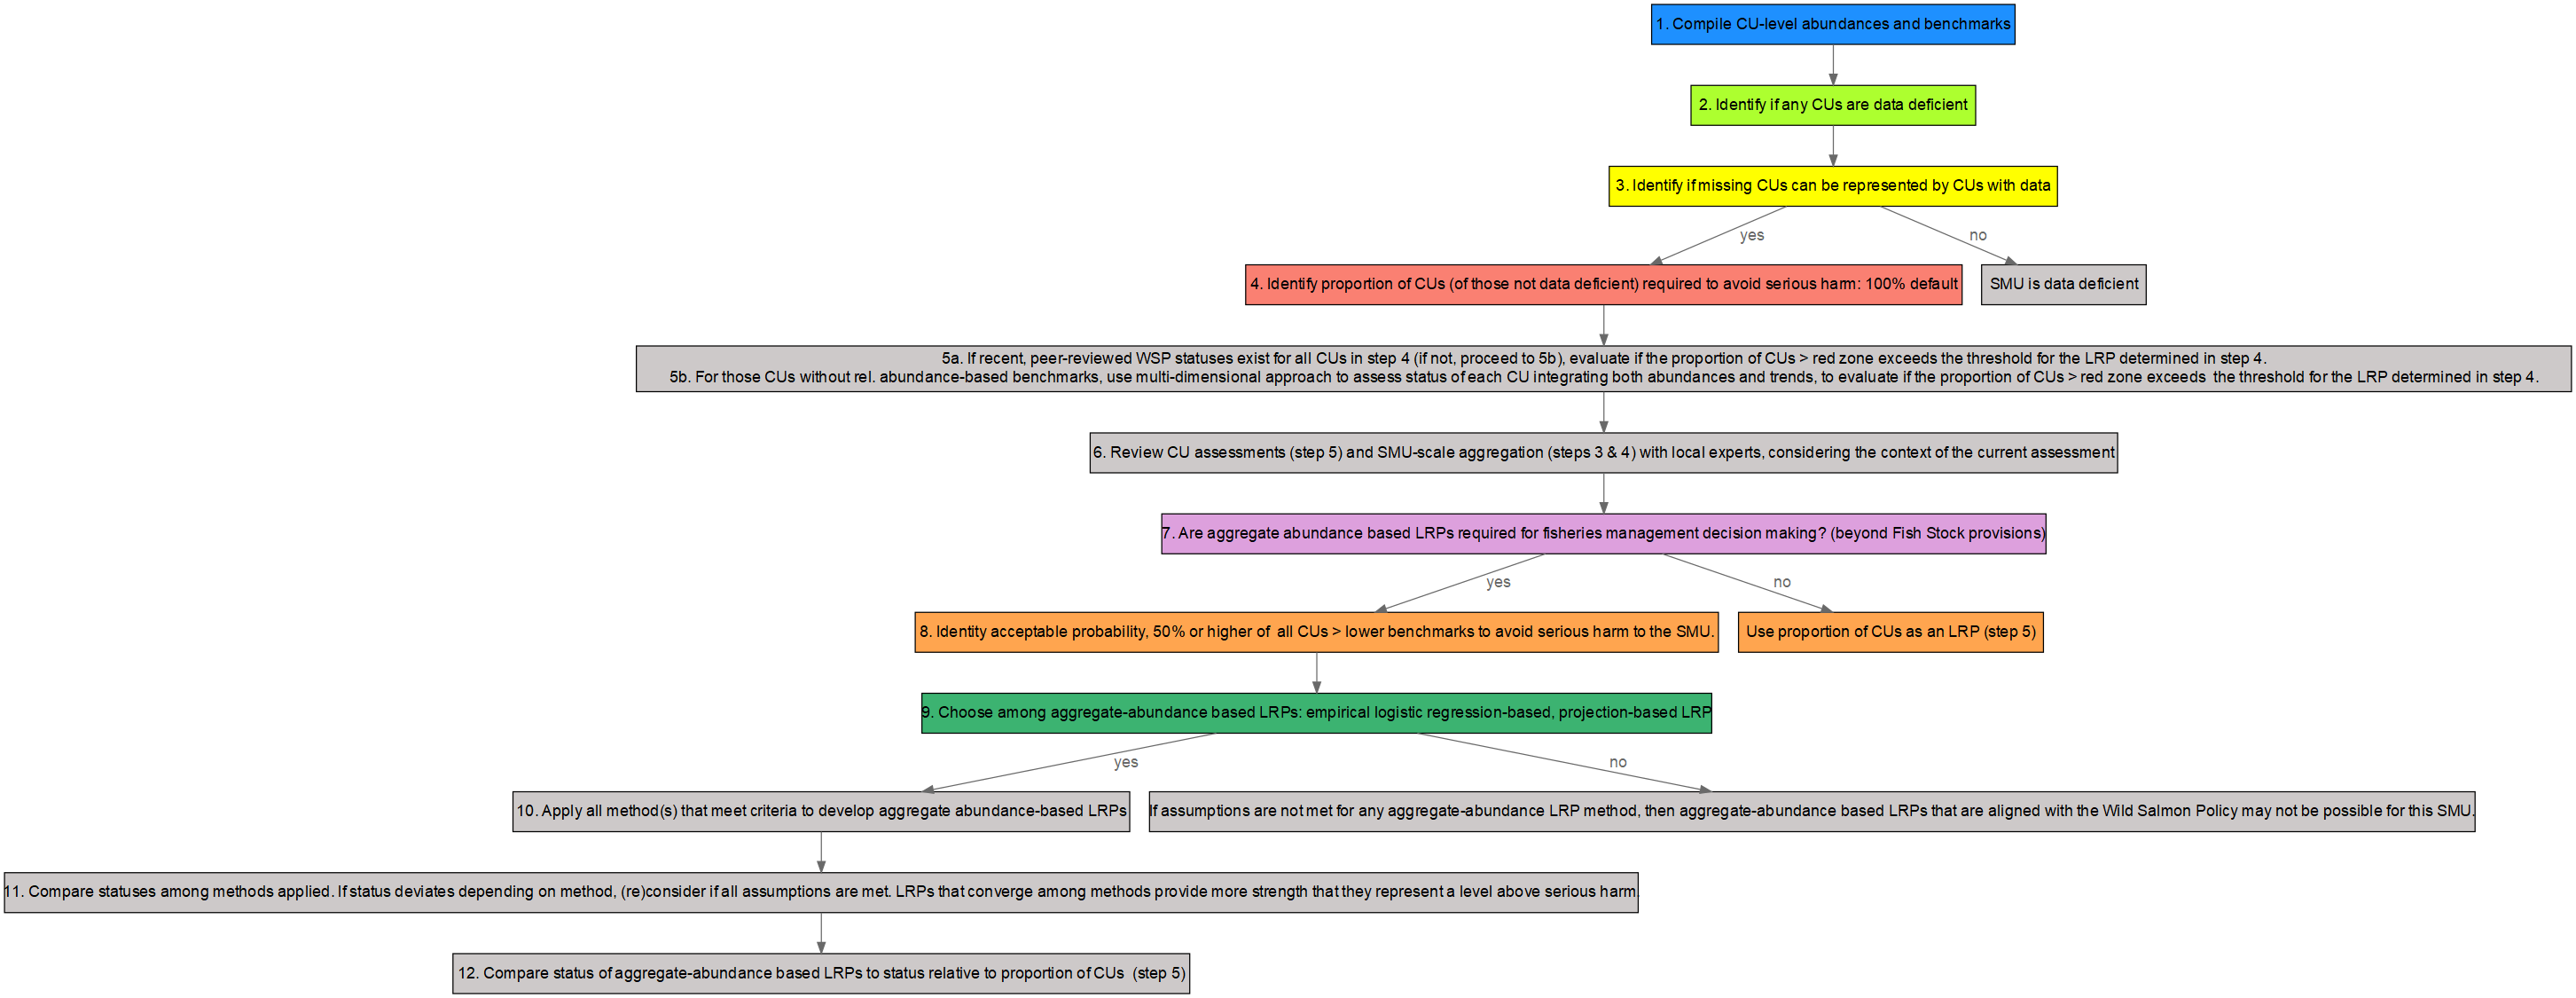 1. Compile CU-level abundances and benchmarks
2. Identify if any CUs are data deficient
3. Identify if missing CUs can be represented by CUs with data
yes
no
4. Identify proportion of CUs (of those not data deficient) required to avoid serious harm: 100% default
SMU is data deficient
5a. If recent, peer-reviewed WSP statuses exist for all CUs in step 4 (if not, proceed to 5b), evaluate if the proportion of CUs > red zone exceeds the threshold for the LRP determined in step 4.
5b. For those CUs without rel. abundance-based benchmarks, use multi-dimensional approach to assess status of each CU integrating both abundances and trends, to evaluate if the proportion of CUs > red zone exceeds the threshold for the LRP determined in step 4.
6. Review CU assessments (step 5) and SMU-scale aggregation (steps 3 & 4) with local experts, considering the context of the current assessment
7. Are aggregate abundance based LRPs required for fisheries management decision making? (beyond Fish Stock provisions)
yes
no
8. Identity acceptable probability, 50% or higher of all CUs > lower benchmarks to avoid serious harm to the SMU.
Use proportion of CUs as an LRP (step 5)
9. Choose among aggregate-abundance based LRPs: empirical logistic regression-based, projection-based LRP
yes
no
10. Apply all method(s) that meet criteria to develop aggregate abundance-based LRPs
If assumptions are not met for any aggregate-abundance LRP method, then aggregate-abundance based LRPs that are aligned with the Wild Salmon Policy may not be possible for this SMU.
11. Compare statuses among methods applied. If status deviates depending on method, (re)consider if all assumptions are met. LRPs that converge among methods provide more strength that they represent a level above serious harm.
12. Compare status of aggregate-abundance based LRPs to status relative to proportion of CUs (step 5)